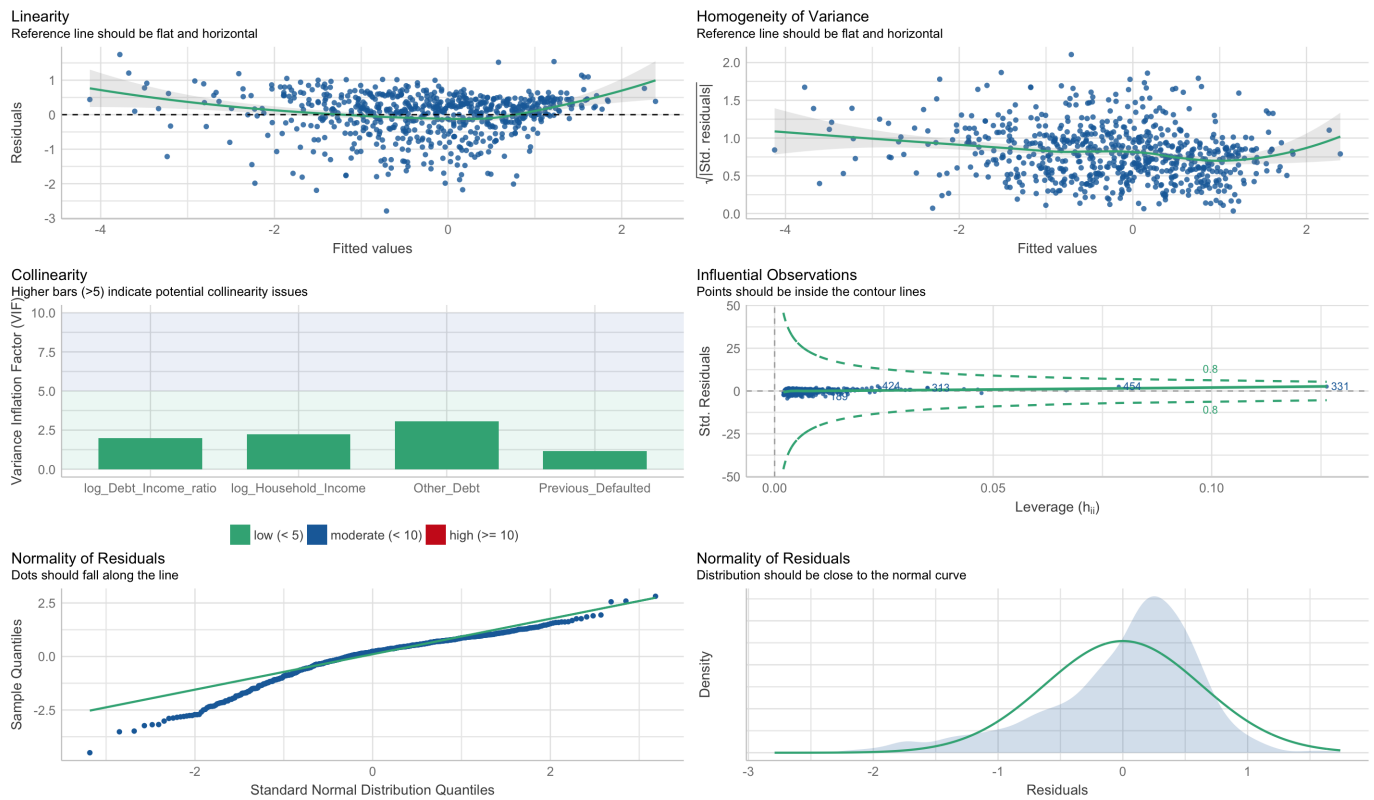 Linearity
Reference line should be flat and horizontal
Residuals
1
0
-1
-2
-3
-4
-2
0
2
Fitted values
Homogeneity of Variance
Reference line should be flat and horizontal
√|Std. residuals|
2.0
1.5
1.0
0.5
0.0
-4
-2
0
2
Fitted values
Collinearity
Higher bars (>5) indicate potential collinearity issues
Variance Inflation Factor (VIF)
10.0
7.5
5.0
2.5
0.0
log_Debt_Income_ratio
log_Household_Income
Other_Debt
Previous_Defaulted
low (< 5)
moderate (< 10)
high (>= 10)
Influential Observations
Points should be inside the contour lines
Std. Residuals
50
25
0
-25
-50
0.8
424
313
454
331
189
0.8
0.00
0.05
0.10
Leverage (hii)
Normality of Residuals
Dots should fall along the line
Sample Quantiles
2.5
0.0
-2.5
-2
0
2
Standard Normal Distribution Quantiles
Normality of Residuals
Distribution should be close to the normal curve
Density
-3
-2
-1
0
1
Residuals